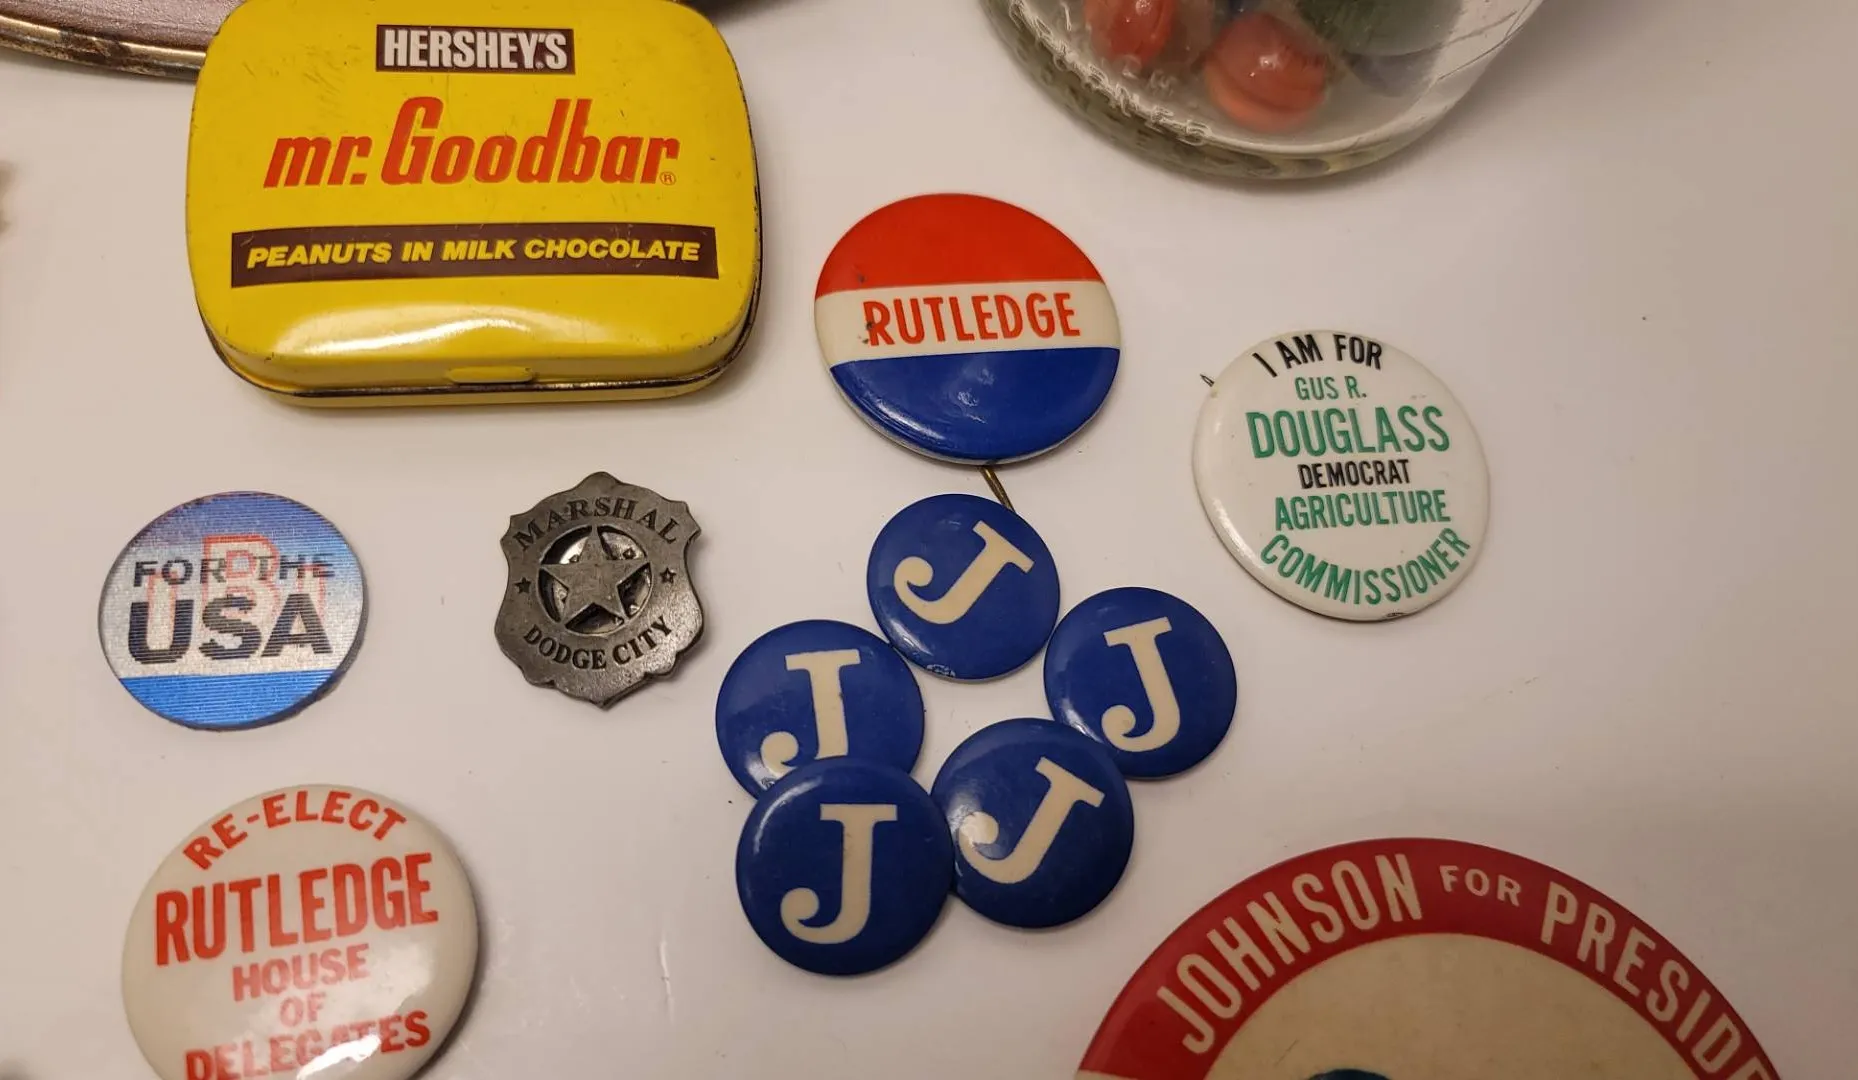 HERSHEY'S
mr. Goodbar®
PEANUTS IN MILK CHOCOLATE
RUTLEDGE
I AM FOR
GUS R.
DOUGLASS
DEMOCRAT
AGRICULTURE
COMMISSIONER
FOR THE
USA
MARSHAL
DODGE CITY
J
J
J
J
J
RE-ELECT
RUTLEDGE
HOUSE
OF
DELEGATES
JOHNSON FOR PRESIDE